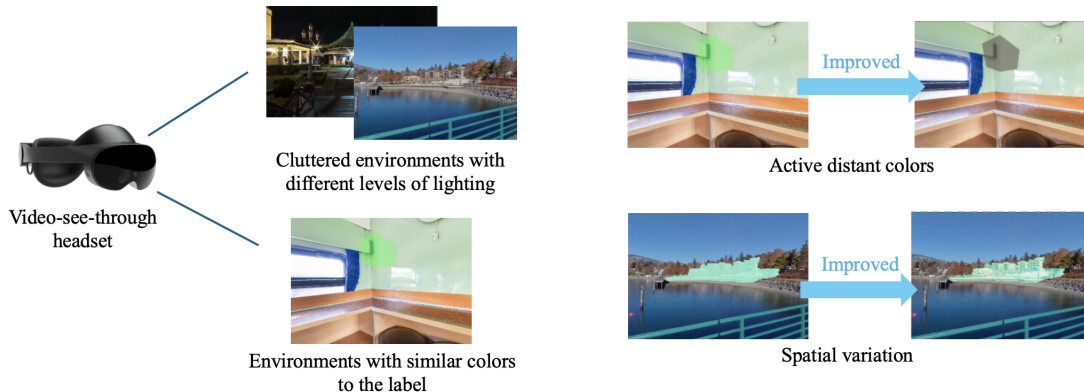 Video-see-through
headset
Cluttered environments with
different levels of lighting
Environments with similar colors
to the label
Improved
Active distant colors
Improved
Spatial variation